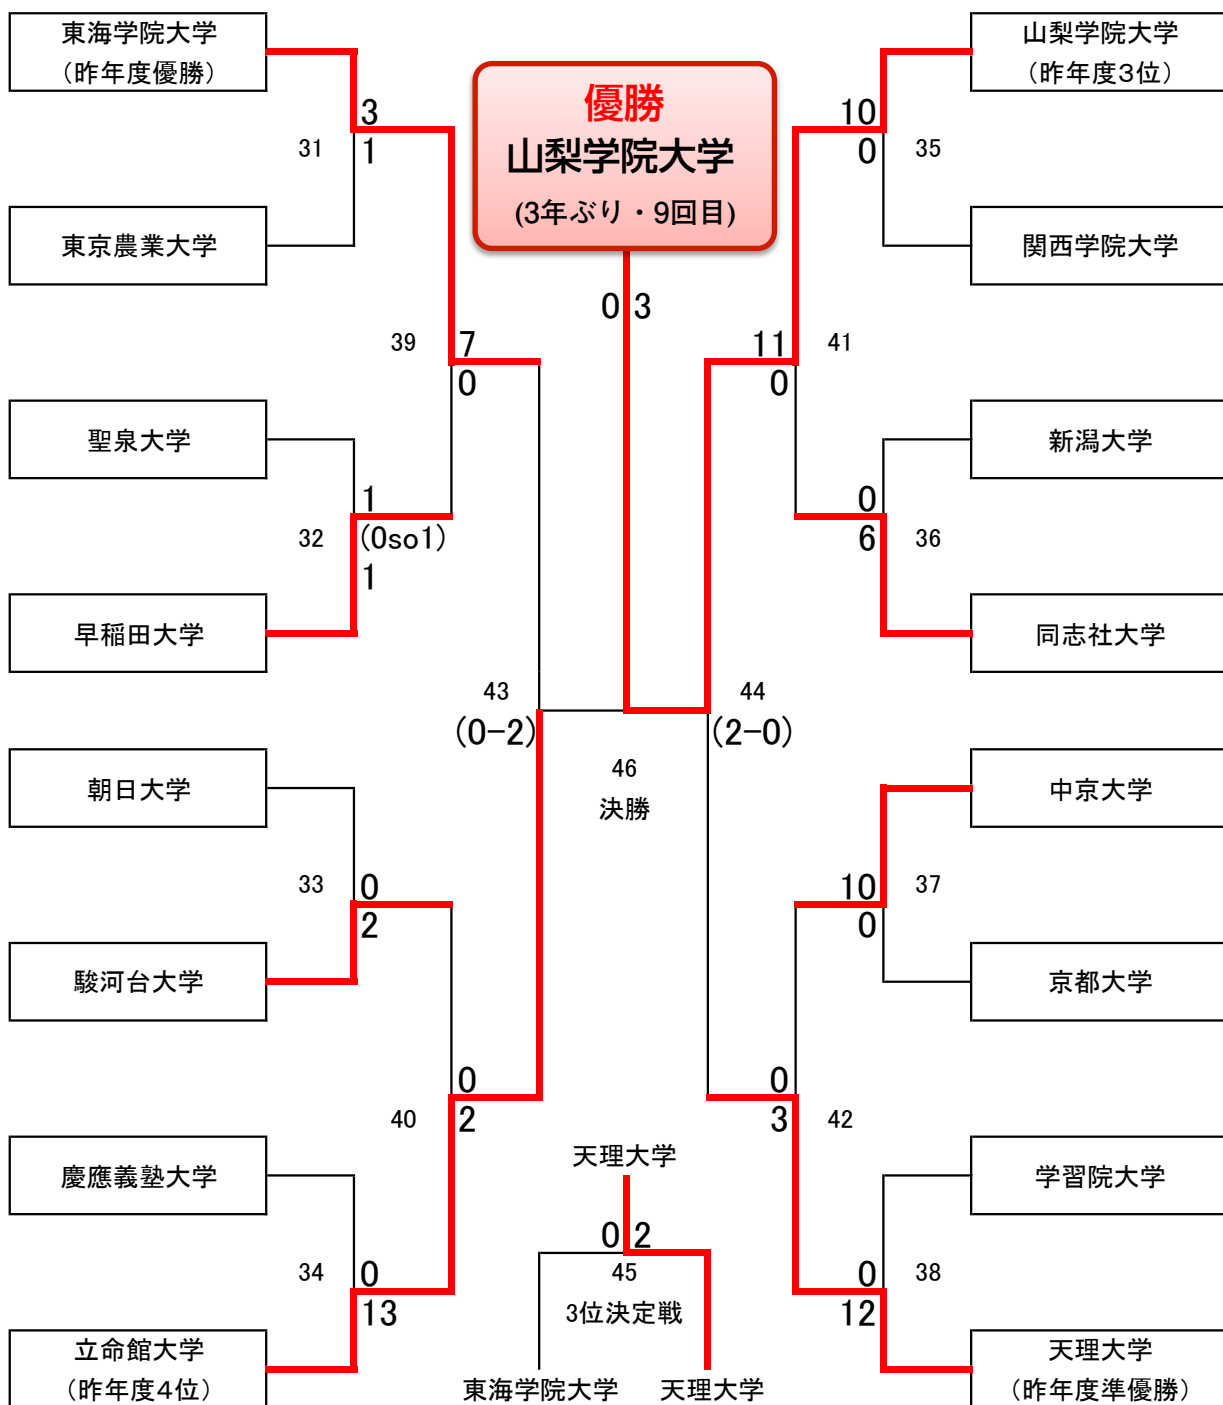 東海学院大学
（昨年度優勝）
3
31
1
東京農業大学
39
7
0
聖泉大学
1
32
(0so1)
1
早稲田大学
43
(0−2)
朝日大学
33
0
2
駿河台大学
0
40
2
慶應義塾大学
34
0
13
立命館大学
（昨年度4位）
優勝
山梨学院大学
(3年ぶり・9回目)
0 3
46
決勝
天理大学
0 2
45
3位決定戦
東海学院大学
天理大学
山梨学院大学
（昨年度3位）
10
0
35
関西学院大学
11
41
0
新潟大学
0
6
36
同志社大学
44
(2−0)
中京大学
10
37
0
京都大学
0
3
42
学習院大学
0
38
12
天理大学
（昨年度準優勝）